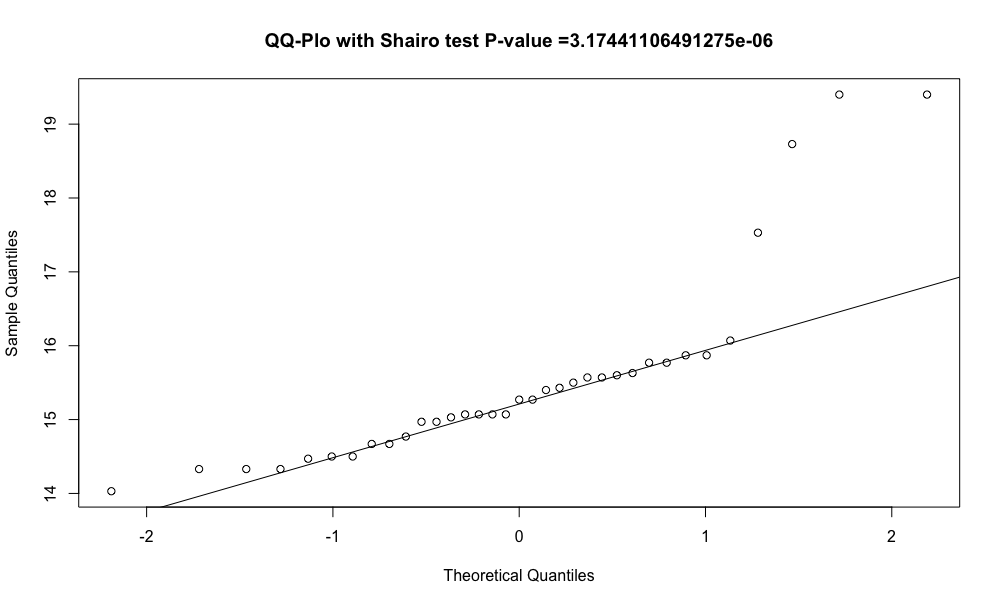 QQ-Plo with Shairo test P-value =3.17441106491275e-06
Sample Quantiles
19
18
17
16
15
14
-2 -1 0 1 2
Theoretical Quantiles